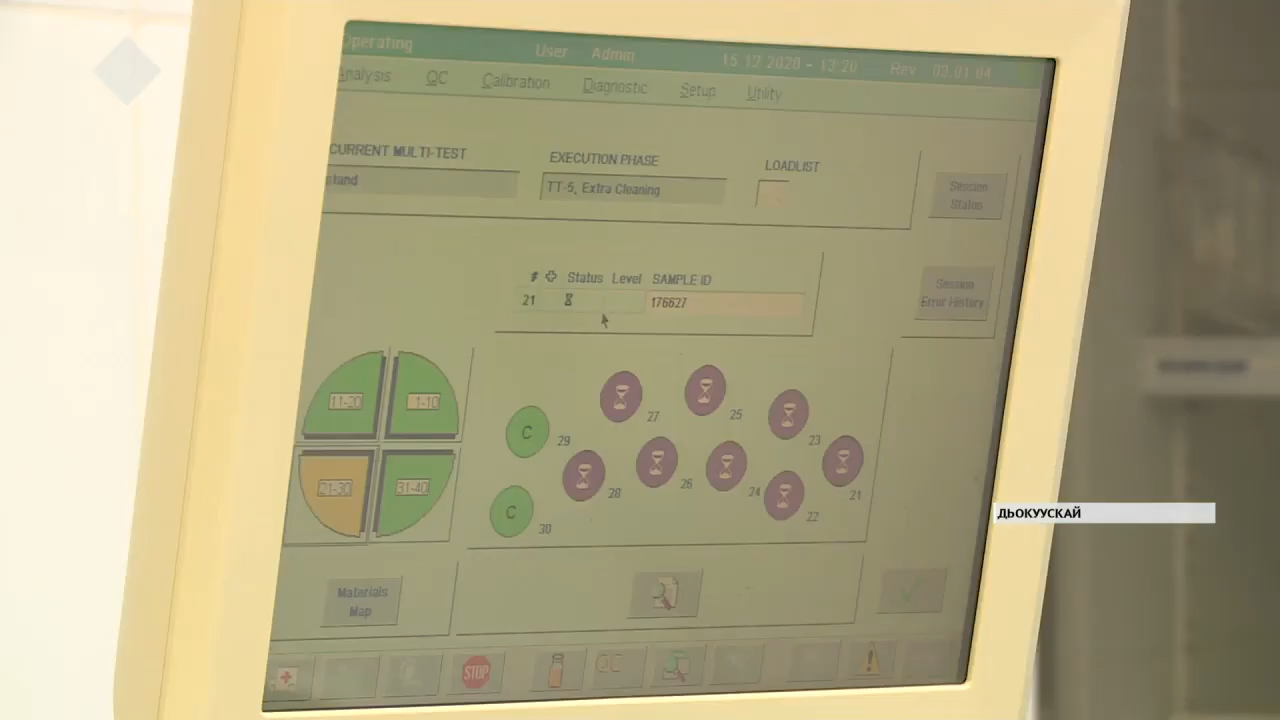 Operating User Admin 15.12.2020 - 13:20 Rev 03.01.04
Analysis QC Calibration Diagnostic Setup Utility
CURRENT MULTI-TEST EXECUTION PHASE LOADLIST
TT-5, Extra Cleaning
Session
Status
# Status Level SAMPLE ID
21 176627
Session
Error History
11-20 1-10
21-30 31-40
27 25 23
C 29
28 26 24 21
C 30 22
ДЬОКУУСКАЙ
Materials
Map
STOP QC